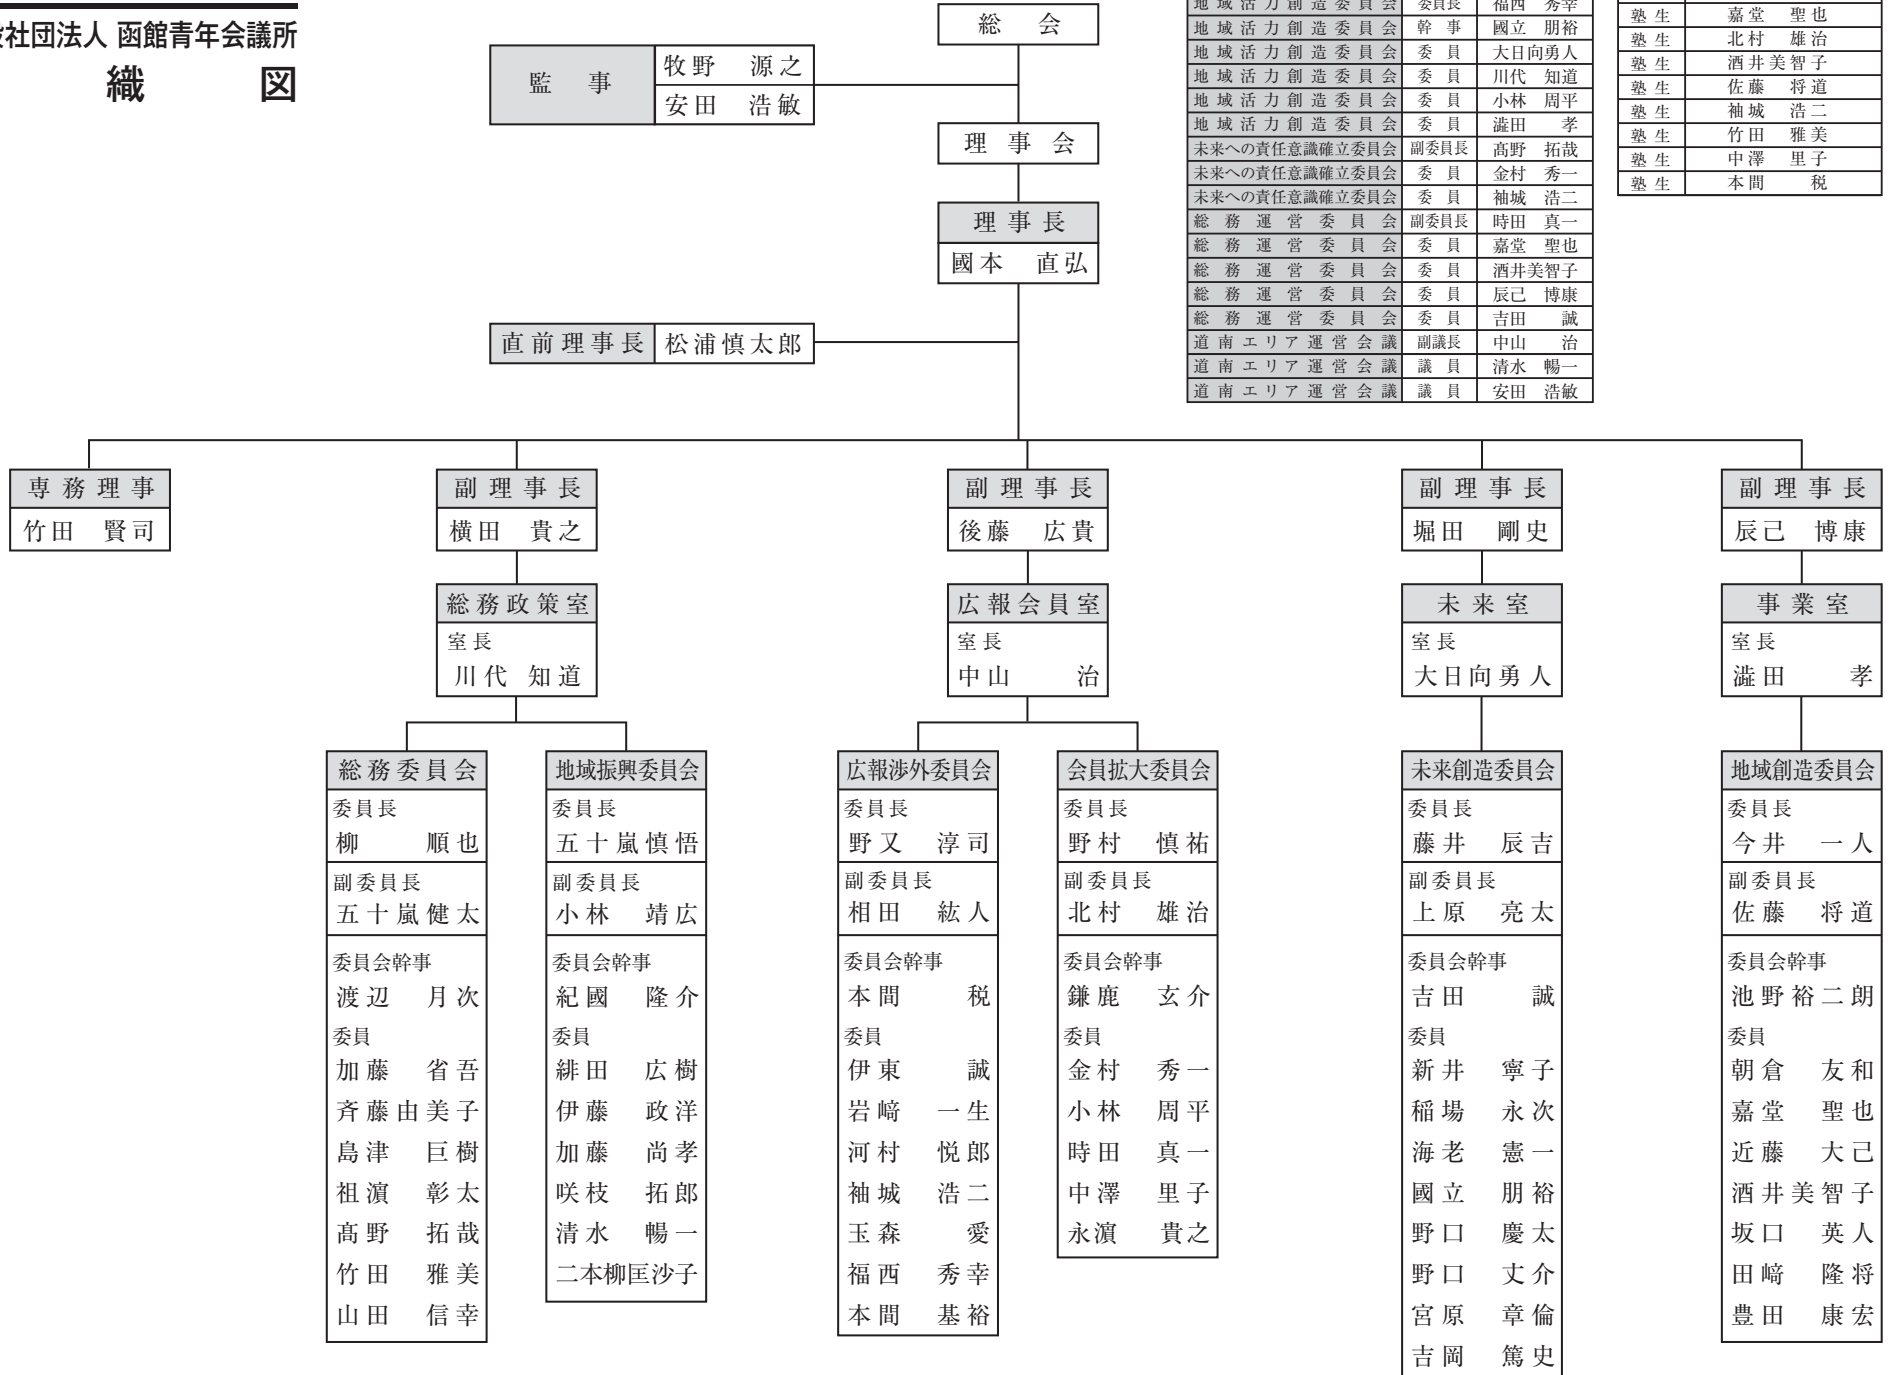 社団法人 函館青年会議所
織 図
総 会
監 事
牧野 源之
安田 浩敏
理 事 会
理 事 長
國本 直弘
直前理事長 松浦慎太郎
地域活力創造委員会 委員長 福西 秀幸
地域活力創造委員会 幹 事 國立 朋裕
地域活力創造委員会 委 員 大日向勇人
地域活力創造委員会 委 員 川代 知道
地域活力創造委員会 委 員 小林 周平
地域活力創造委員会 委 員 澁田 孝
未来への責任意識確立委員会 副委員長 髙野 拓哉
未来への責任意識確立委員会 委 員 金村 秀一
未来への責任意識確立委員会 委 員 袖城 浩二
総務運営委員会 副委員長 時田 真一
総務運営委員会 委 員 嘉堂 聖也
総務運営委員会 委 員 酒井美智子
総務運営委員会 委 員 辰己 博康
総務運営委員会 委 員 吉田 誠
道南エリア運営会議 副議長 中山 治
道南エリア運営会議 議 員 清水 暢一
道南エリア運営会議 議 員 安田 浩敏
塾 生 嘉堂 聖也
塾 生 北村 雄治
塾 生 酒井美智子
塾 生 佐藤 将道
塾 生 袖城 浩二
塾 生 竹田 雅美
塾 生 中澤 里子
塾 生 本間 税
専務理事
竹田 賢司
副理事長
横田 貴之
総務政策室
室長
川代 知道
総務委員会
委員長
柳 順也
副委員長
五十嵐健太
委員会幹事
渡辺 月次
委員
加藤 省吾
斉藤由美子
島津 巨樹
祖濵 彰太
髙野 拓哉
竹田 雅美
山田 信幸
地域振興委員会
委員長
五十嵐慎悟
副委員長
小林 靖広
委員会幹事
紀國 隆介
委員
緋田 広樹
伊藤 政洋
加藤 尚孝
咲枝 拓郎
清水 暢一
二本柳匡沙子
副理事長
後藤 広貴
広報会員室
室長
中山 治
広報渉外委員会
委員長
野又 淳司
副委員長
相田 紘人
委員会幹事
本間 税
委員
伊東 誠
岩﨑 一生
河村 悦郎
袖城 浩二
玉森 愛
福西 秀幸
本間 基裕
会員拡大委員会
委員長
野村 慎祐
副委員長
北村 雄治
委員会幹事
鎌鹿 玄介
委員
金村 秀一
小林 周平
時田 真一
中澤 里子
永濵 貴之
副理事長
堀田 剛史
未来室
室長
大日向勇人
未来創造委員会
委員長
藤井 辰吉
副委員長
上原 亮太
委員会幹事
吉田 誠
委員
新井 寧子
稲場 永次
海老 憲一
國立 朋裕
野口 慶太
野口 丈介
宮原 章倫
吉岡 篤史
副理事長
辰己 博康
事業室
室長
澁田 孝
地域創造委員会
委員長
今井 一人
副委員長
佐藤 将道
委員会幹事
池野裕二朗
委員
朝倉 友和
嘉堂 聖也
近藤 大己
酒井美智子
坂口 英人
田﨑 隆将
豊田 康宏